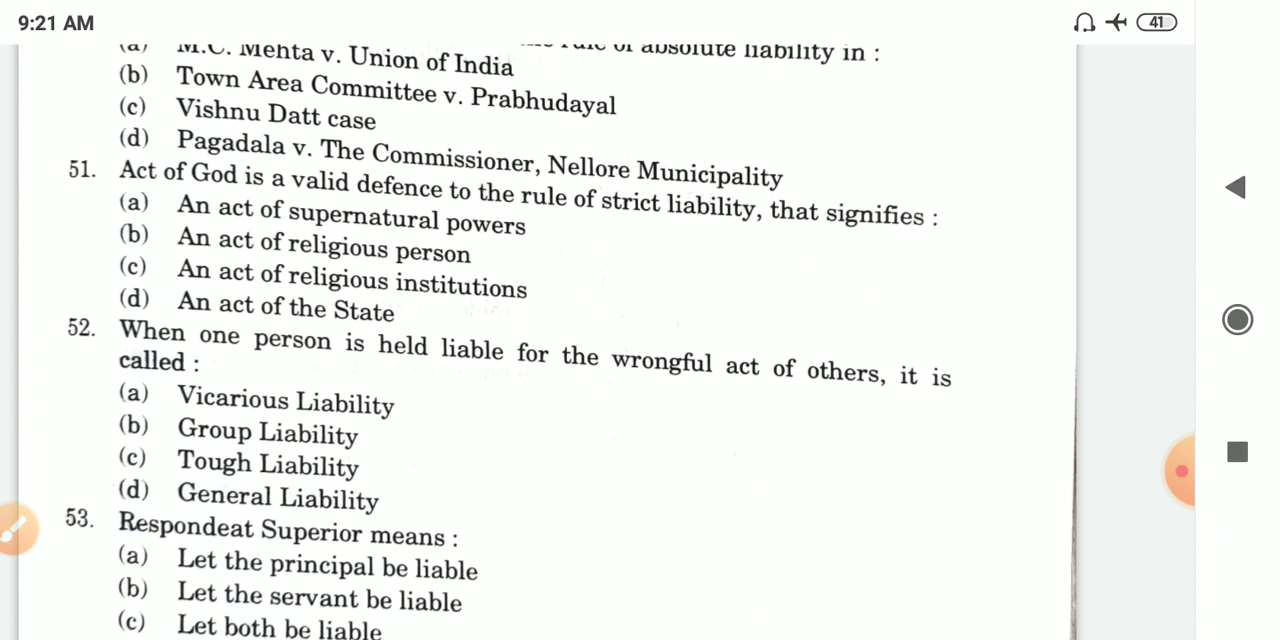 9:21 AM
41
of absolute liability in :
(a) M.C. Mehta v. Union of India
(b) Town Area Committee v. Prabhudayal
(c) Vishnu Datt case
(d) Pagadala v. The Commissioner, Nellore Municipality
51. Act of God is a valid defence to the rule of strict liability, that signifies :
(a) An act of supernatural powers
(b) An act of religious person
(c) An act of religious institutions
(d) An act of the State
52. When one person is held liable for the wrongful act of others, it is
called :
(a) Vicarious Liability
(b) Group Liability
(c) Tough Liability
(d) General Liability
53. Respondeat Superior means :
(a) Let the principal be liable
(b) Let the servant be liable
(c) Let both be liable